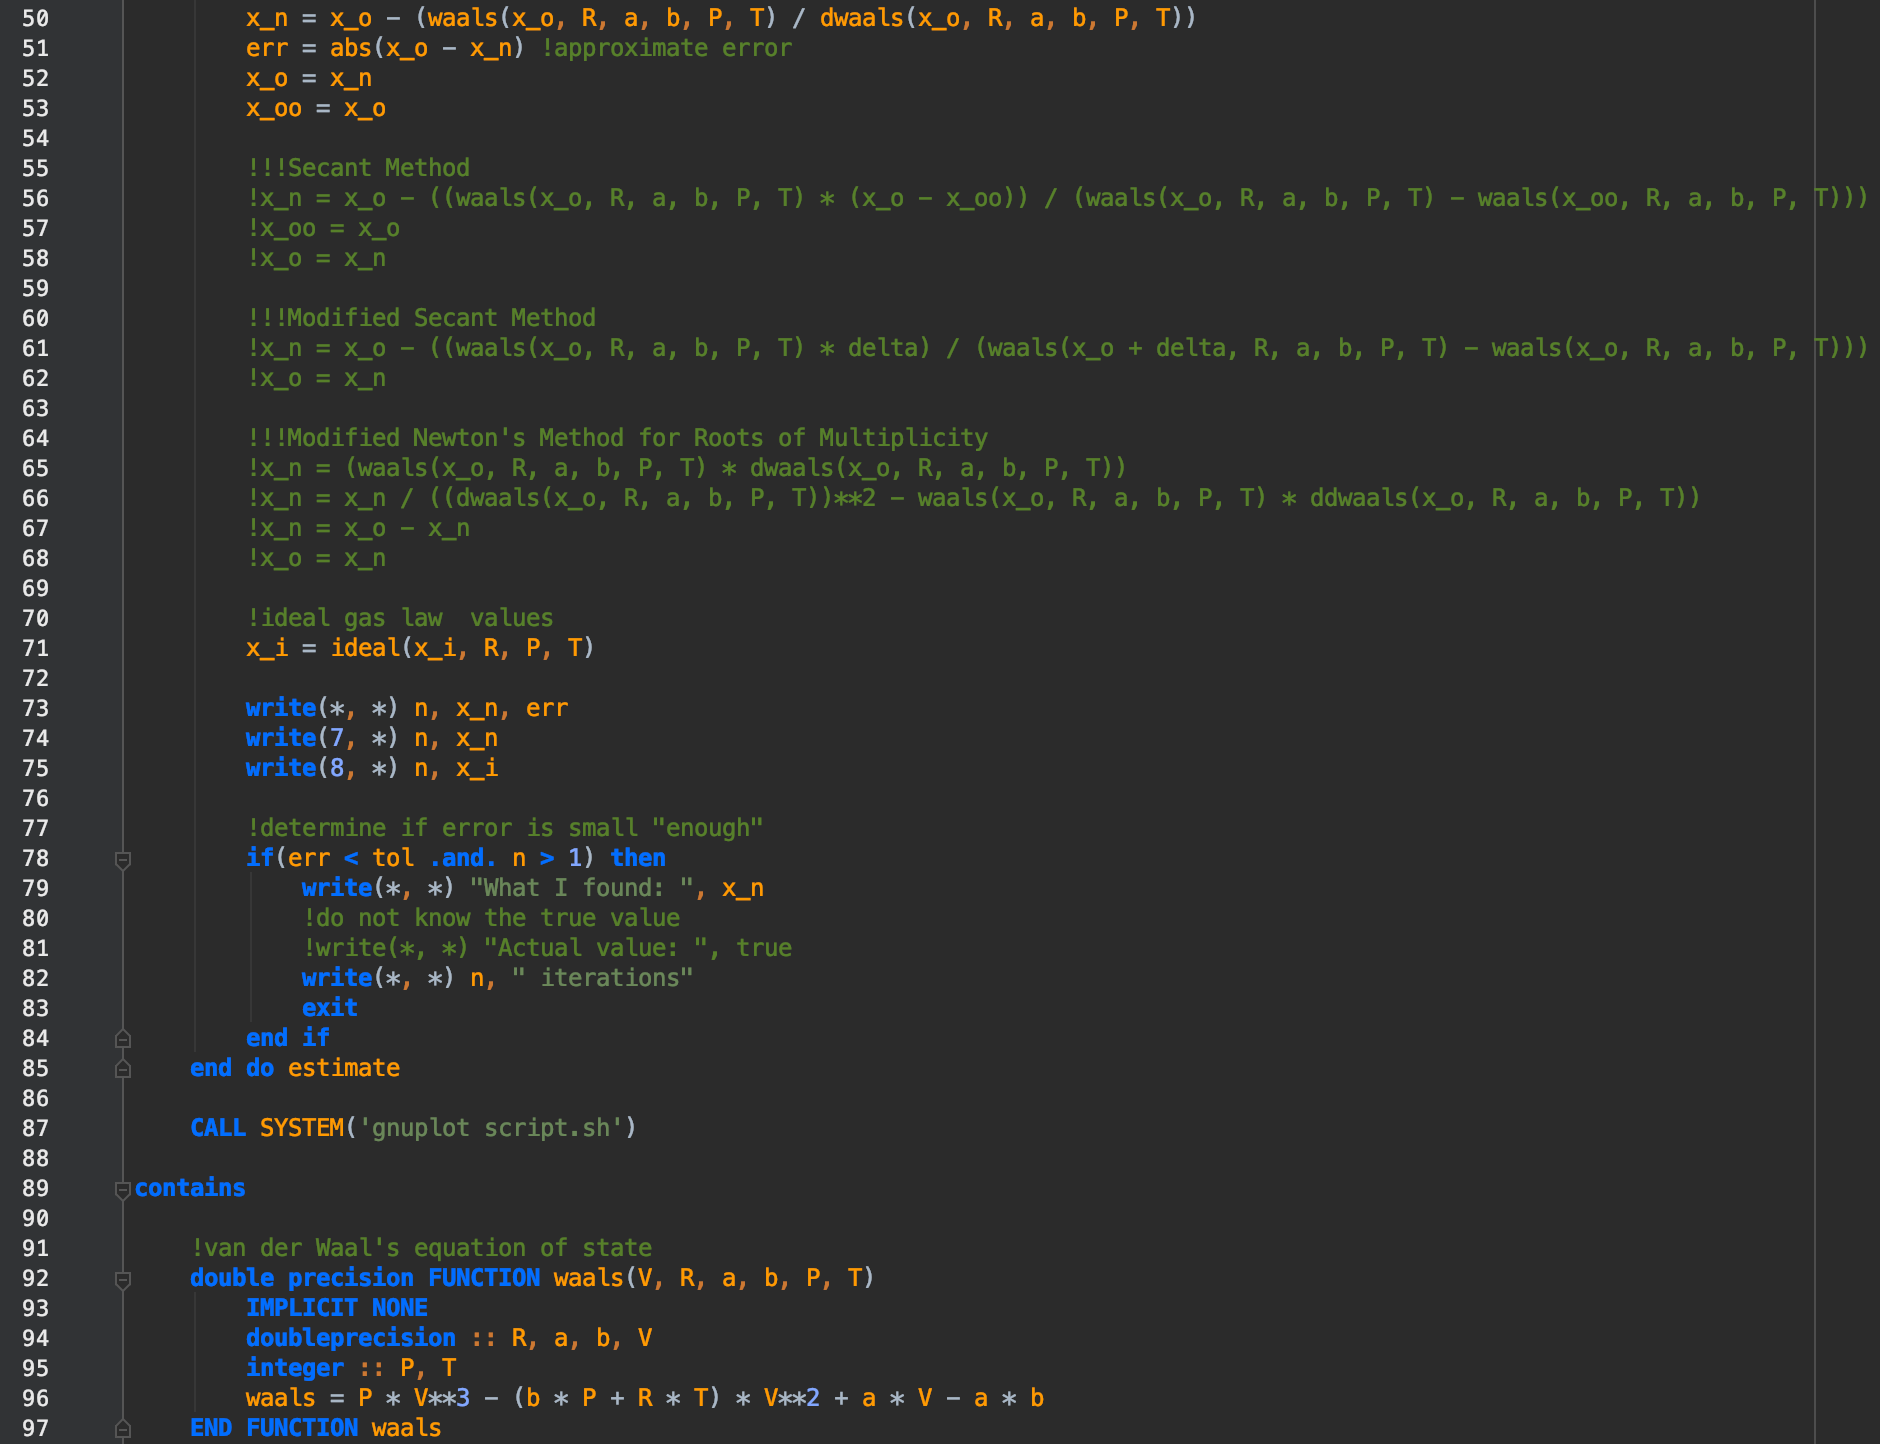 50 x_n = x_o - (waals(x_o, R, a, b, P, T) / dwaals(x_o, R, a, b, P, T))
51 err = abs(x_o - x_n) !approximate error
52 x_o = x_n
53 x_oo = x_o
54
55 !!!Secant Method
56 !x_n = x_o - ((waals(x_o, R, a, b, P, T) * (x_o - x_oo)) / (waals(x_o, R, a, b, P, T) - waals(x_oo, R, a, b, P, T)))
57 !x_oo = x_o
58 !x_o = x_n
59
60 !!!Modified Secant Method
61 !x_n = x_o - ((waals(x_o, R, a, b, P, T) * delta) / (waals(x_o + delta, R, a, b, P, T) - waals(x_o, R, a, b, P, T)))
62 !x_o = x_n
63
64 !!!Modified Newton's Method for Roots of Multiplicity
65 !x_n = (waals(x_o, R, a, b, P, T) * dwaals(x_o, R, a, b, P, T))
66 !x_n = x_n / ((dwaals(x_o, R, a, b, P, T))**2 - waals(x_o, R, a, b, P, T) * ddwaals(x_o, R, a, b, P, T))
67 !x_n = x_o - x_n
68 !x_o = x_n
69
70 !ideal gas law  values
71 x_i = ideal(x_i, R, P, T)
72
73 write(*, *) n, x_n, err
74 write(7, *) n, x_n
75 write(8, *) n, x_i
76
77 !determine if error is small "enough"
78 if(err < tol .and. n > 1) then
79 write(*, *) "What I found: ", x_n
80 !do not know the true value
81 !write(*, *) "Actual value: ", true
82 write(*, *) n, " iterations"
83 exit
84 end if
85 end do estimate
86
87 CALL SYSTEM('gnuplot script.sh')
88
89 contains
90
91 !van der Waal's equation of state
92 double precision FUNCTION waals(V, R, a, b, P, T)
93 IMPLICIT NONE
94 doubleprecision :: R, a, b, V
95 integer :: P, T
96 waals = P * V**3 - (b * P + R * T) * V**2 + a * V - a * b
97 END FUNCTION waals